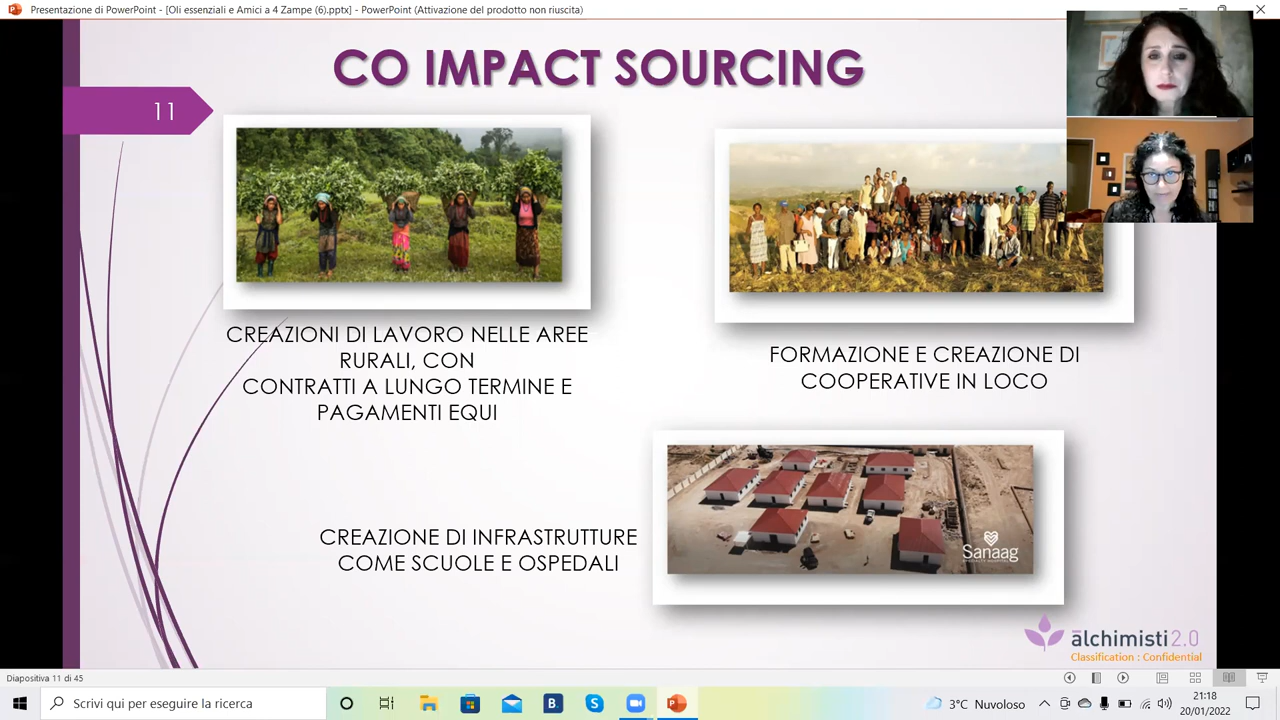 Presentazione di PowerPoint - [Oli essenziali e Amici a 4 Zampe (6).pptx] - PowerPoint (Attivazione del prodotto non riuscita)
CO IMPACT SOURCING
11
CREAZIONI DI LAVORO NELLE AREE
RURALI, CON
CONTRATTI A LUNGO TERMINE E
PAGAMENTI EQUI
FORMAZIONE E CREAZIONE DI
COOPERATIVE IN LOCO
CREAZIONE DI INFRASTRUTTURE
COME SCUOLE E OSPEDALI
Sanaag
ālchimisti2.0
Classification : Confidential
Diapositiva 11 di 45
Scrivi qui per eseguire la ricerca
B.
3°C Nuvoloso
21:18
20/01/2022